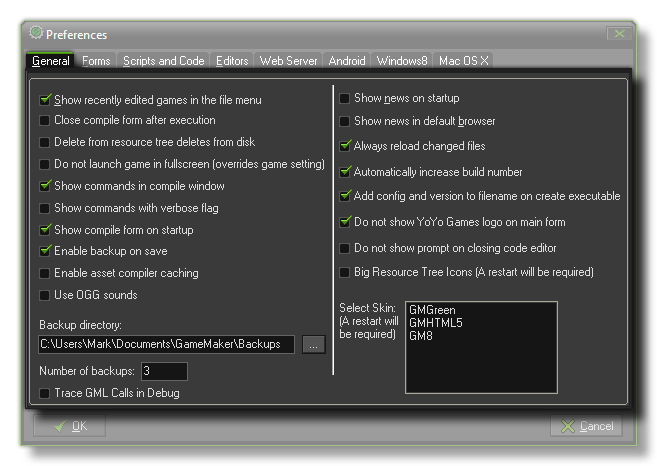 Preferences
General Forms Scripts and Code Editors Web Server Android Windows8 Mac OS X
Show recently edited games in the file menu
Close compile form after execution
Delete from resource tree deletes from disk
Do not launch game in fullscreen (overrides game setting)
Show commands in compile window
Show commands with verbose flag
Show compile form on startup
Enable backup on save
Enable asset compiler caching
Use OGG sounds
Backup directory:
C:\Users\Mark\Documents\GameMaker\Backups ...
Number of backups: 3
Trace GML Calls in Debug
Show news on startup
Show news in default browser
Always reload changed files
Automatically increase build number
Add config and version to filename on create executable
Do not show YoYo Games logo on main form
Do not show prompt on closing code editor
Big Resource Tree Icons (A restart will be required)
Select Skin:
(A restart will
be required)
GMGreen
GMHTML5
GM8
OK
Cancel